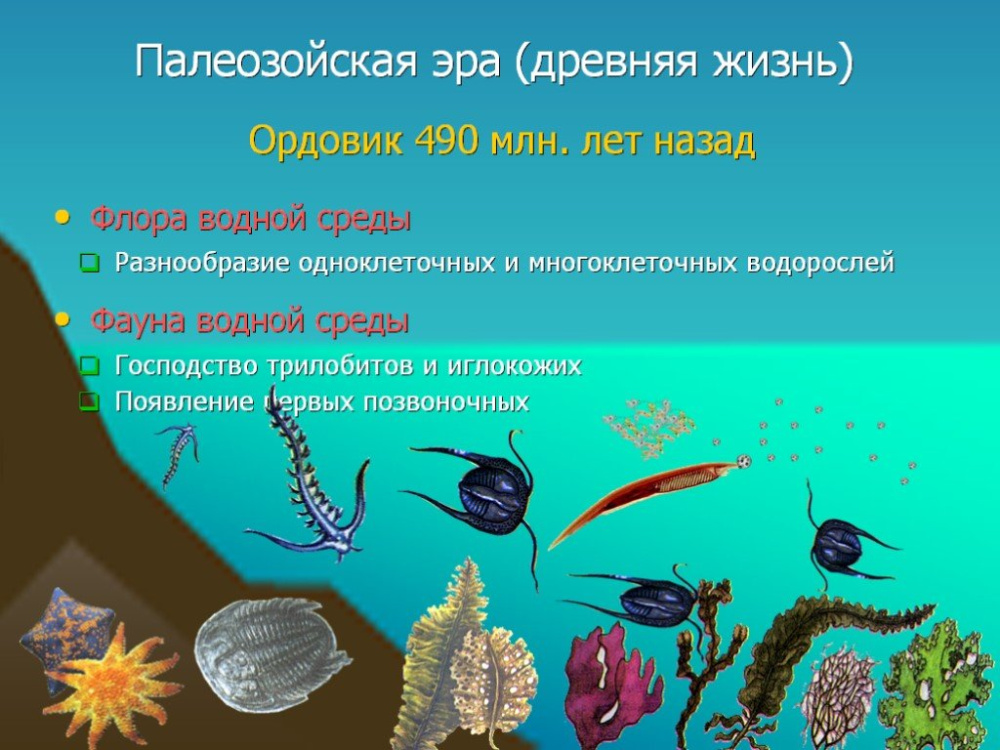 Палеозойская эра (древняя жизнь)
Ордовик 490 млн. лет назад
Флора водной среды
Разнообразие одноклеточных и многоклеточных водорослей
Фауна водной среды
Господство трилобитов и иглокожих
Появление первых позвоночных